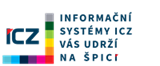 ICZ
INFORMAČNÍ
SYSTÉMY ICZ
VÁS UDRŽÍ
NA ŠPICI